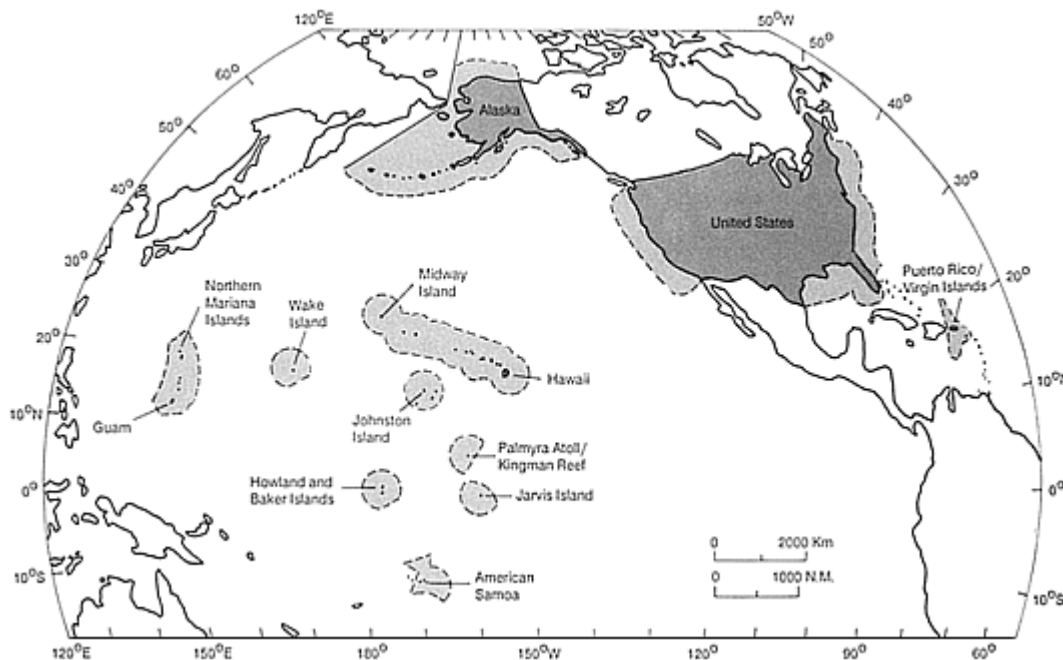 120°E
50°W
60°
50°
50°
40°
40°
30°
30°
20°
20°
10°N
10°N
0°
0°
10°S
10°S
Alaska
United States
Puerto Rico/
Virgin Islands
Midway
Island
Northern
Mariana
Islands
Wake
Island
Hawaii
Guam
Johnston
Island
Palmyra Atoll/
Kingman Reef
Howland and
Baker Islands
Jarvis Island
American
Samoa
0 2000 Km
0 1000 N.M.
120°E 150°E 180° 150°W 120° 90° 60°